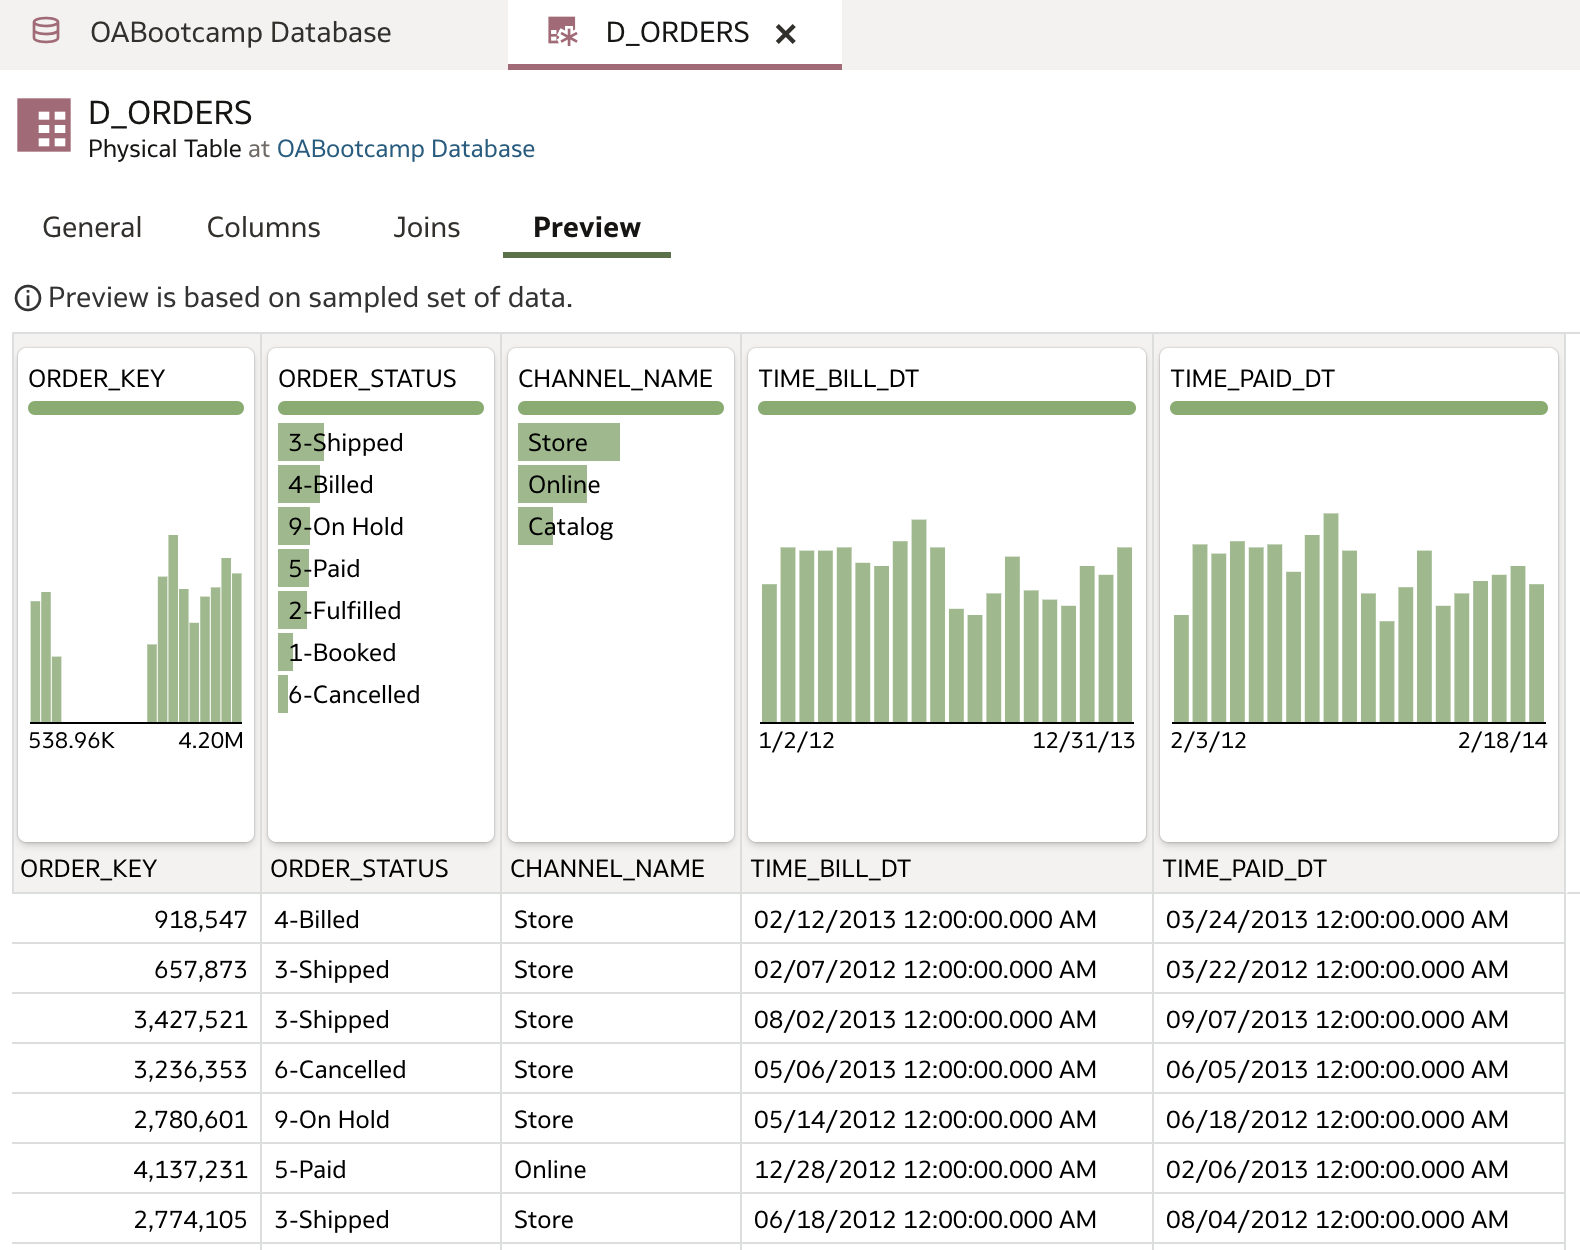 OABootcamp Database
D_ORDERS
D_ORDERS
Physical Table at OABootcamp Database
General Columns Joins Preview
Preview is based on sampled set of data.
ORDER_KEY ORDER_STATUS CHANNEL_NAME TIME_BILL_DT TIME_PAID_DT
3-Shipped Store
4-Billed Online
9-On Hold Catalog
5-Paid
2-Fulfilled
1-Booked
6-Cancelled
538.96K 4.20M 1/2/12 12/31/13 2/3/12 2/18/14
ORDER_KEY ORDER_STATUS CHANNEL_NAME TIME_BILL_DT TIME_PAID_DT
918,547 4-Billed Store 02/12/2013 12:00:00.000 AM 03/24/2013 12:00:00.000 AM
657,873 3-Shipped Store 02/07/2012 12:00:00.000 AM 03/22/2012 12:00:00.000 AM
3,427,521 3-Shipped Store 08/02/2013 12:00:00.000 AM 09/07/2013 12:00:00.000 AM
3,236,353 6-Cancelled Store 05/06/2013 12:00:00.000 AM 06/05/2013 12:00:00.000 AM
2,780,601 9-On Hold Store 05/14/2012 12:00:00.000 AM 06/18/2012 12:00:00.000 AM
4,137,231 5-Paid Online 12/28/2012 12:00:00.000 AM 02/06/2013 12:00:00.000 AM
2,774,105 3-Shipped Store 06/18/2012 12:00:00.000 AM 08/04/2012 12:00:00.000 AM